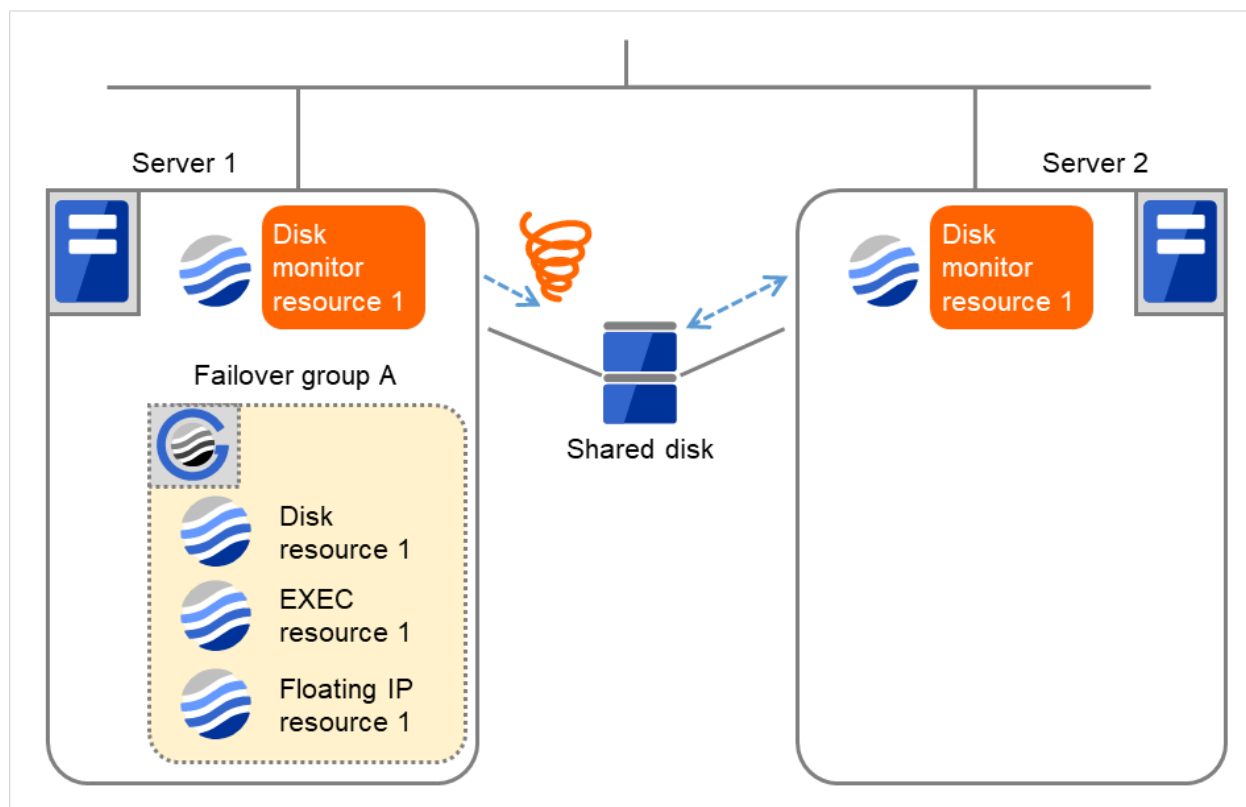 Server 1
Server 2
Disk
monitor
resource 1
Disk
monitor
resource 1
Shared disk
Failover group A
Disk
resource 1
EXEC
resource 1
Floating IP
resource 1